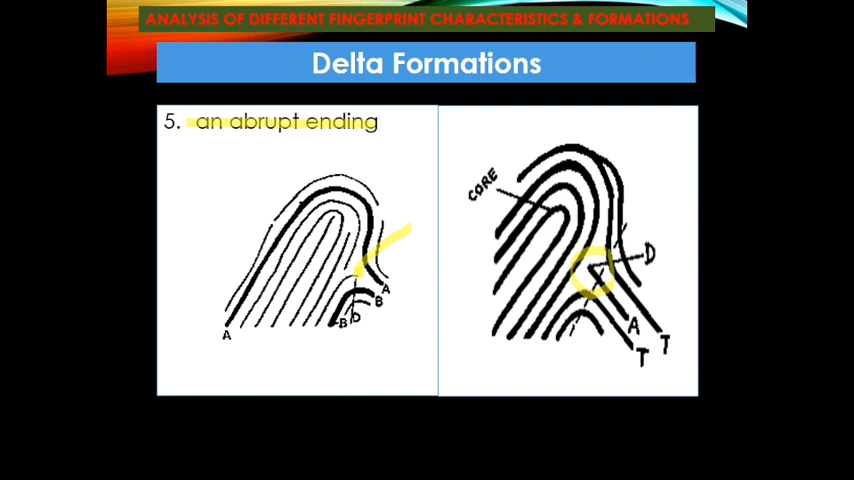 ANALYSIS OF DIFFERENT FINGERPRINT CHARACTERISTICS & FORMATIONS
Delta Formations
5. an abrupt ending
A
A
B
B
D
CORE
D
A
T
T